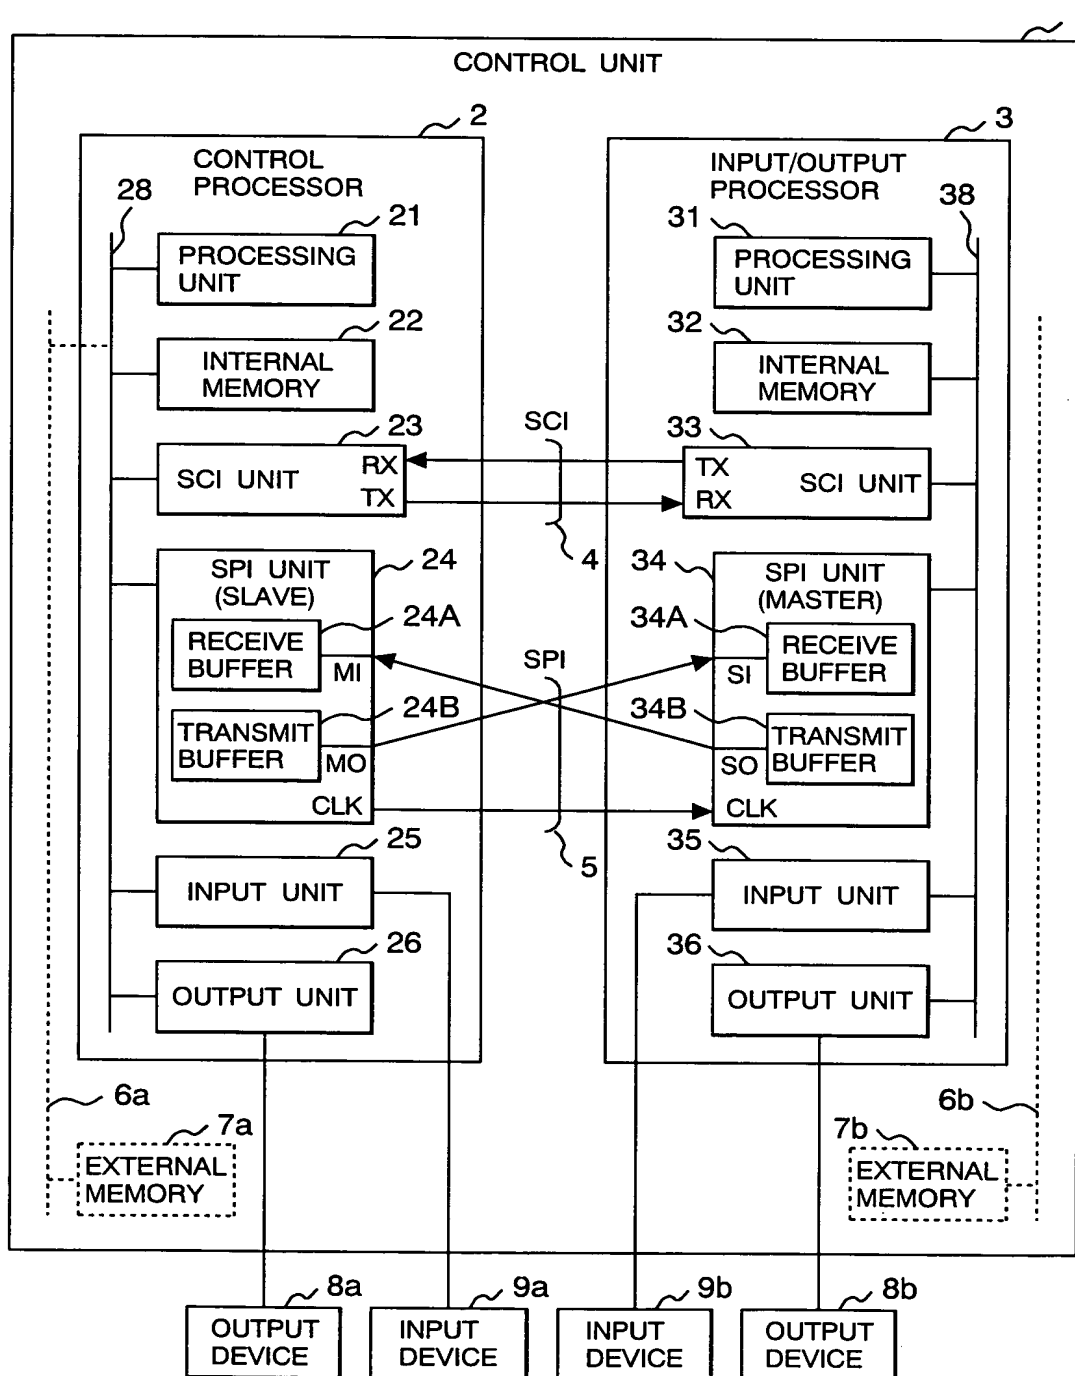 CONTROL UNIT
2
CONTROL
PROCESSOR
28
21
PROCESSING
UNIT
22
INTERNAL
MEMORY
23
SCI UNIT
RX
TX
SPI UNIT
(SLAVE)
24
24A
RECEIVE
BUFFER
MI
24B
TRANSMIT
BUFFER
MO
CLK
25
INPUT UNIT
26
OUTPUT UNIT
SCI
4
SPI
5
3
INPUT/OUTPUT
PROCESSOR
38
31
PROCESSING
UNIT
32
INTERNAL
MEMORY
33
TX
RX
SCI UNIT
34
SPI UNIT
(MASTER)
34A
RECEIVE
BUFFER
SI
34B
TRANSMIT
BUFFER
SO
CLK
35
INPUT UNIT
36
OUTPUT UNIT
6a
7a
EXTERNAL
MEMORY
6b
7b
EXTERNAL
MEMORY
8a
OUTPUT
DEVICE
9a
INPUT
DEVICE
9b
INPUT
DEVICE
8b
OUTPUT
DEVICE